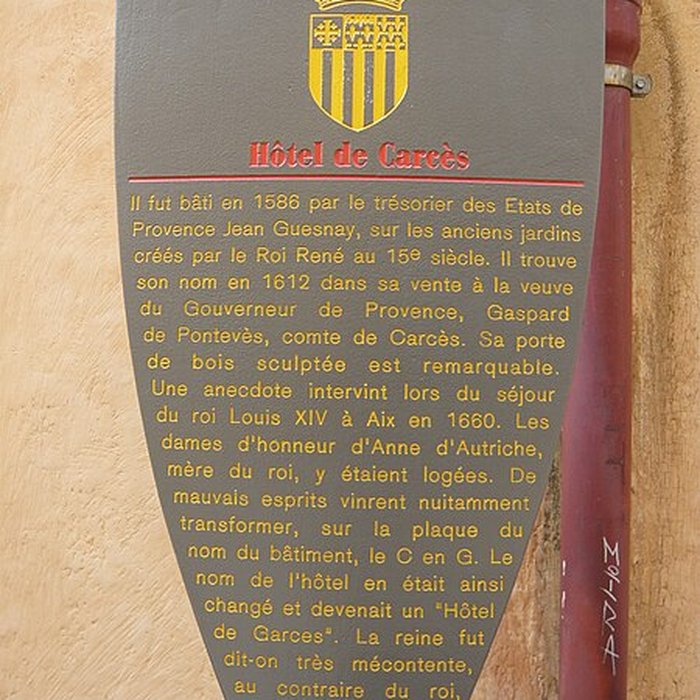 Hôtel de Carcès
Il fut bâti en 1586 par le trésorier des Etats de
Provence Jean Guesnay, sur les anciens jardins
créés par le Roi René au 15e siècle. Il trouve
son nom en 1612 dans sa vente à la veuve
du Gouverneur de Provence, Gaspard
de Pontevès, comte de Carcès. Sa porte
de bois sculptée est remarquable.
Une anecdote intervint lors du séjour
du roi Louis XIV à Aix en 1660. Les
dames d'honneur d'Anne d'Autriche,
mère du roi, y étaient logées. De
mauvais esprits vinrent nuitamment
transformer, sur la plaque du
nom du bâtiment, le C en G. Le
nom de l'hôtel en était ainsi
changé et devenait un "Hôtel
de Garces". La reine fut
dit-on très mécontente,
au contraire du roi,